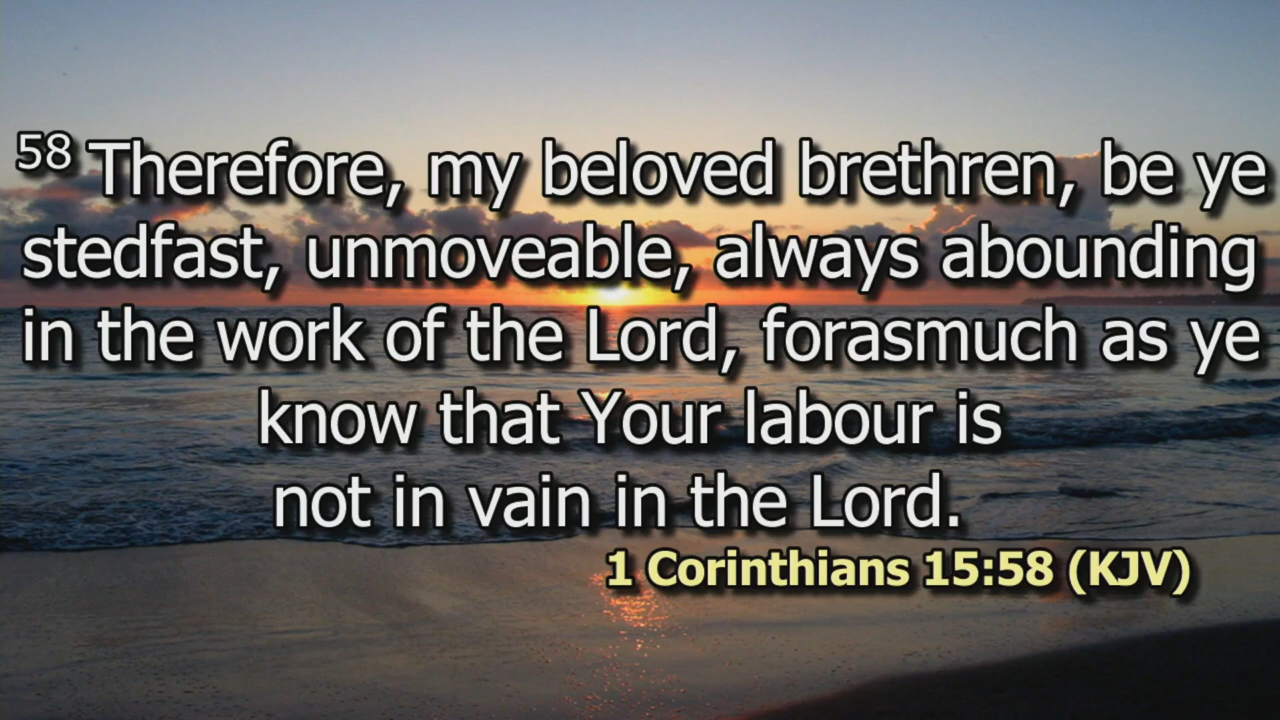 58 Therefore, my beloved brethren, be ye
stedfast, unmoveable, always abounding
in the work of the Lord, forasmuch as ye
know that Your labour is
not in vain in the Lord.
1 Corinthians 15:58 (KJV)